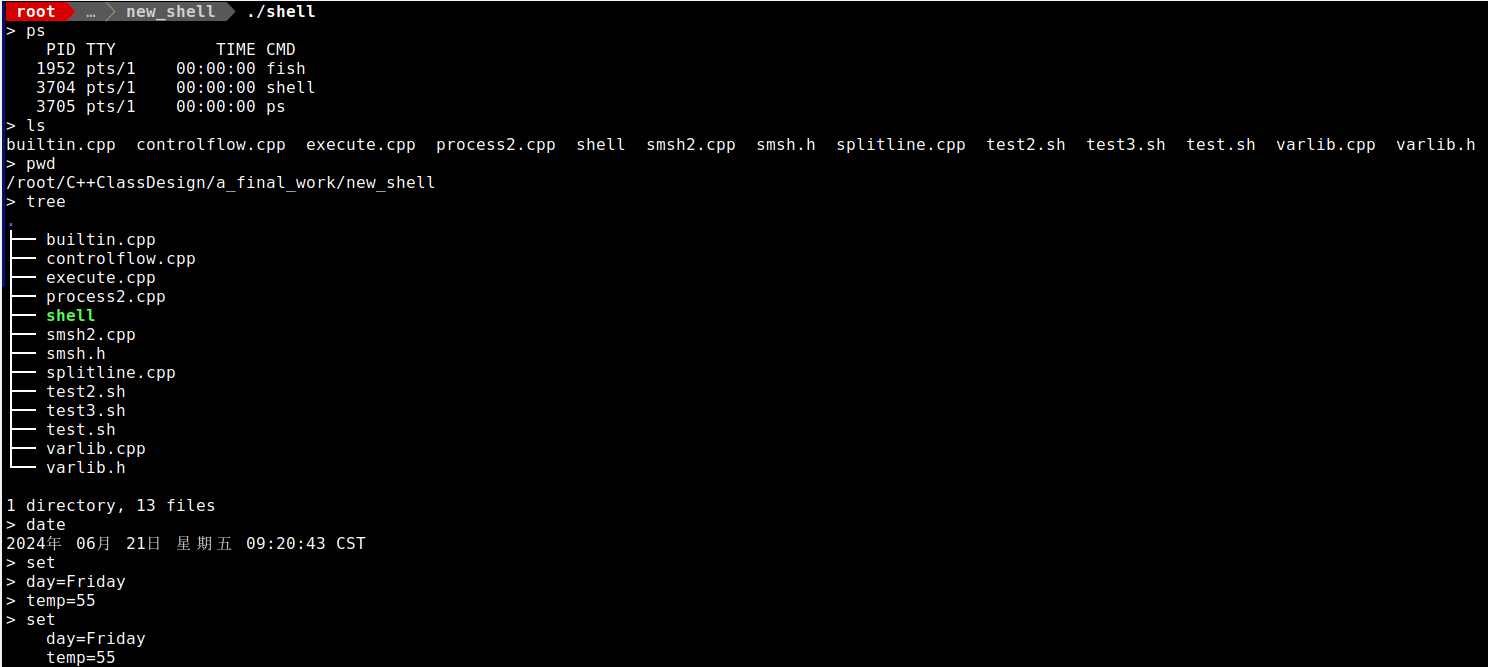 root … new_shell ./shell
> ps
    PID TTY          TIME CMD
   1952 pts/1    00:00:00 fish
   3704 pts/1    00:00:00 shell
   3705 pts/1    00:00:00 ps
> ls
builtin.cpp  controlflow.cpp  execute.cpp  process2.cpp  shell  smsh2.cpp  smsh.h  splitline.cpp  test2.sh  test3.sh  test.sh  varlib.cpp  varlib.h
> pwd
/root/C++ClassDesign/a_final_work/new_shell
> tree
.
├── builtin.cpp
├── controlflow.cpp
├── execute.cpp
├── process2.cpp
├── shell
├── smsh2.cpp
├── smsh.h
├── splitline.cpp
├── test2.sh
├── test3.sh
├── test.sh
├── varlib.cpp
└── varlib.h

1 directory, 13 files
> date
2024年 06月 21日 星期五 09:20:43 CST
> set
> day=Friday
> temp=55
> set
    day=Friday
    temp=55